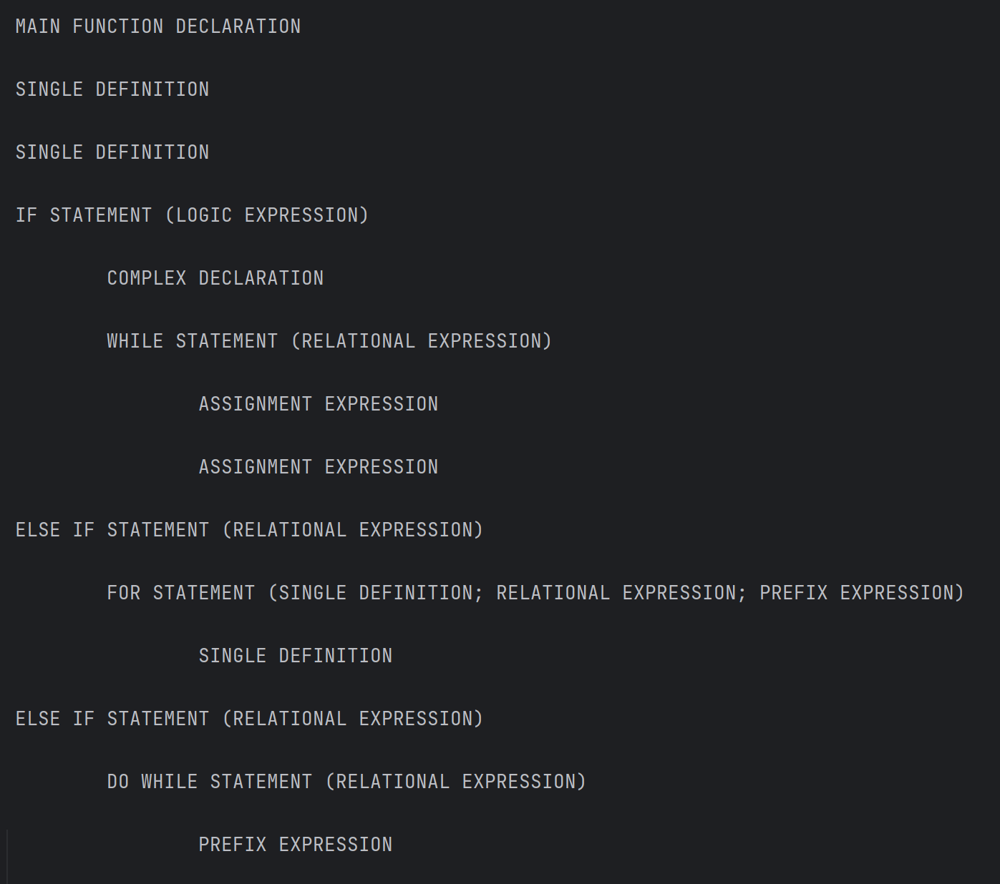 MAIN FUNCTION DECLARATION
SINGLE DEFINITION
SINGLE DEFINITION
IF STATEMENT (LOGIC EXPRESSION)
COMPLEX DECLARATION
WHILE STATEMENT (RELATIONAL EXPRESSION)
ASSIGNMENT EXPRESSION
ASSIGNMENT EXPRESSION
ELSE IF STATEMENT (RELATIONAL EXPRESSION)
FOR STATEMENT (SINGLE DEFINITION; RELATIONAL EXPRESSION; PREFIX EXPRESSION)
SINGLE DEFINITION
ELSE IF STATEMENT (RELATIONAL EXPRESSION)
DO WHILE STATEMENT (RELATIONAL EXPRESSION)
PREFIX EXPRESSION